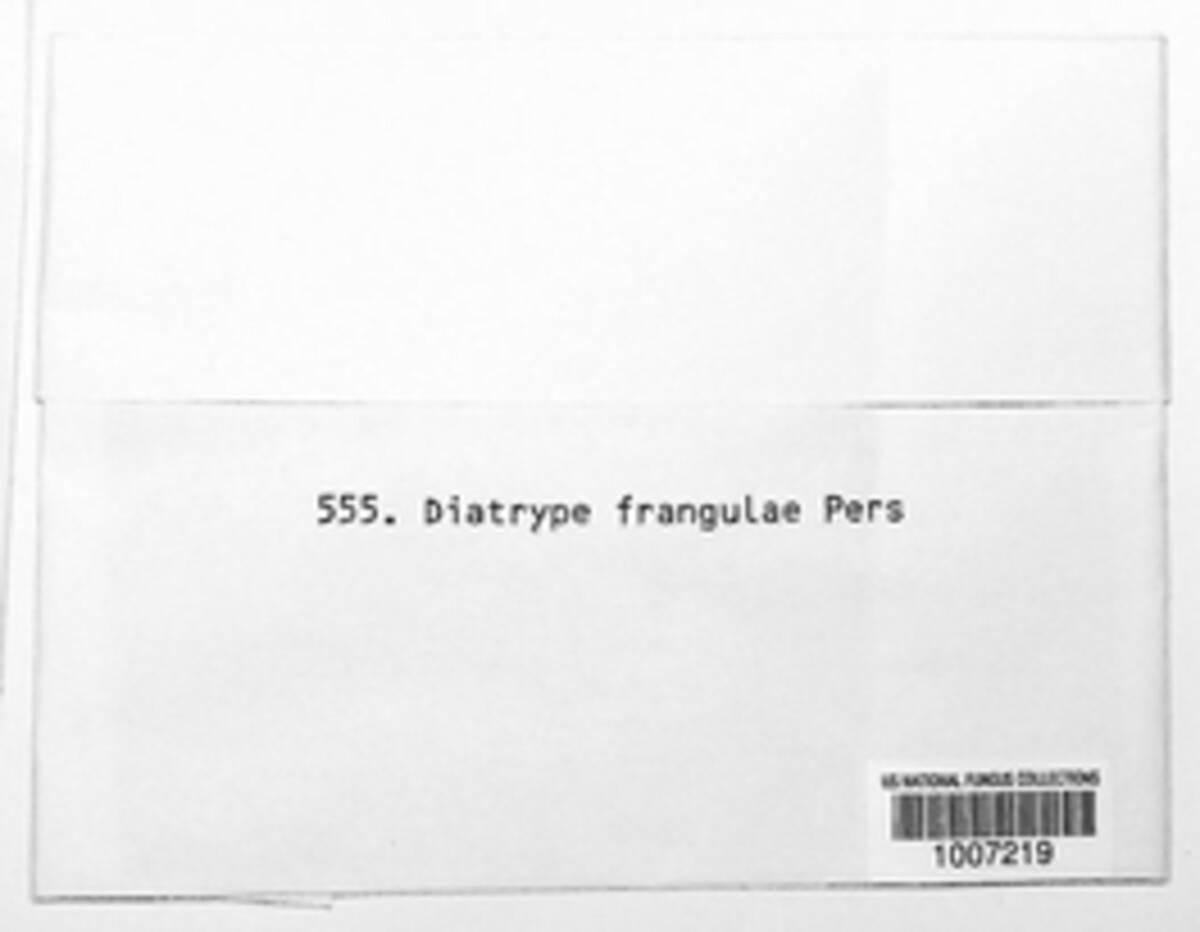 555. Diatrype frangulae Pers
US NATIONAL FUNGUS COLLECTIONS
1007219